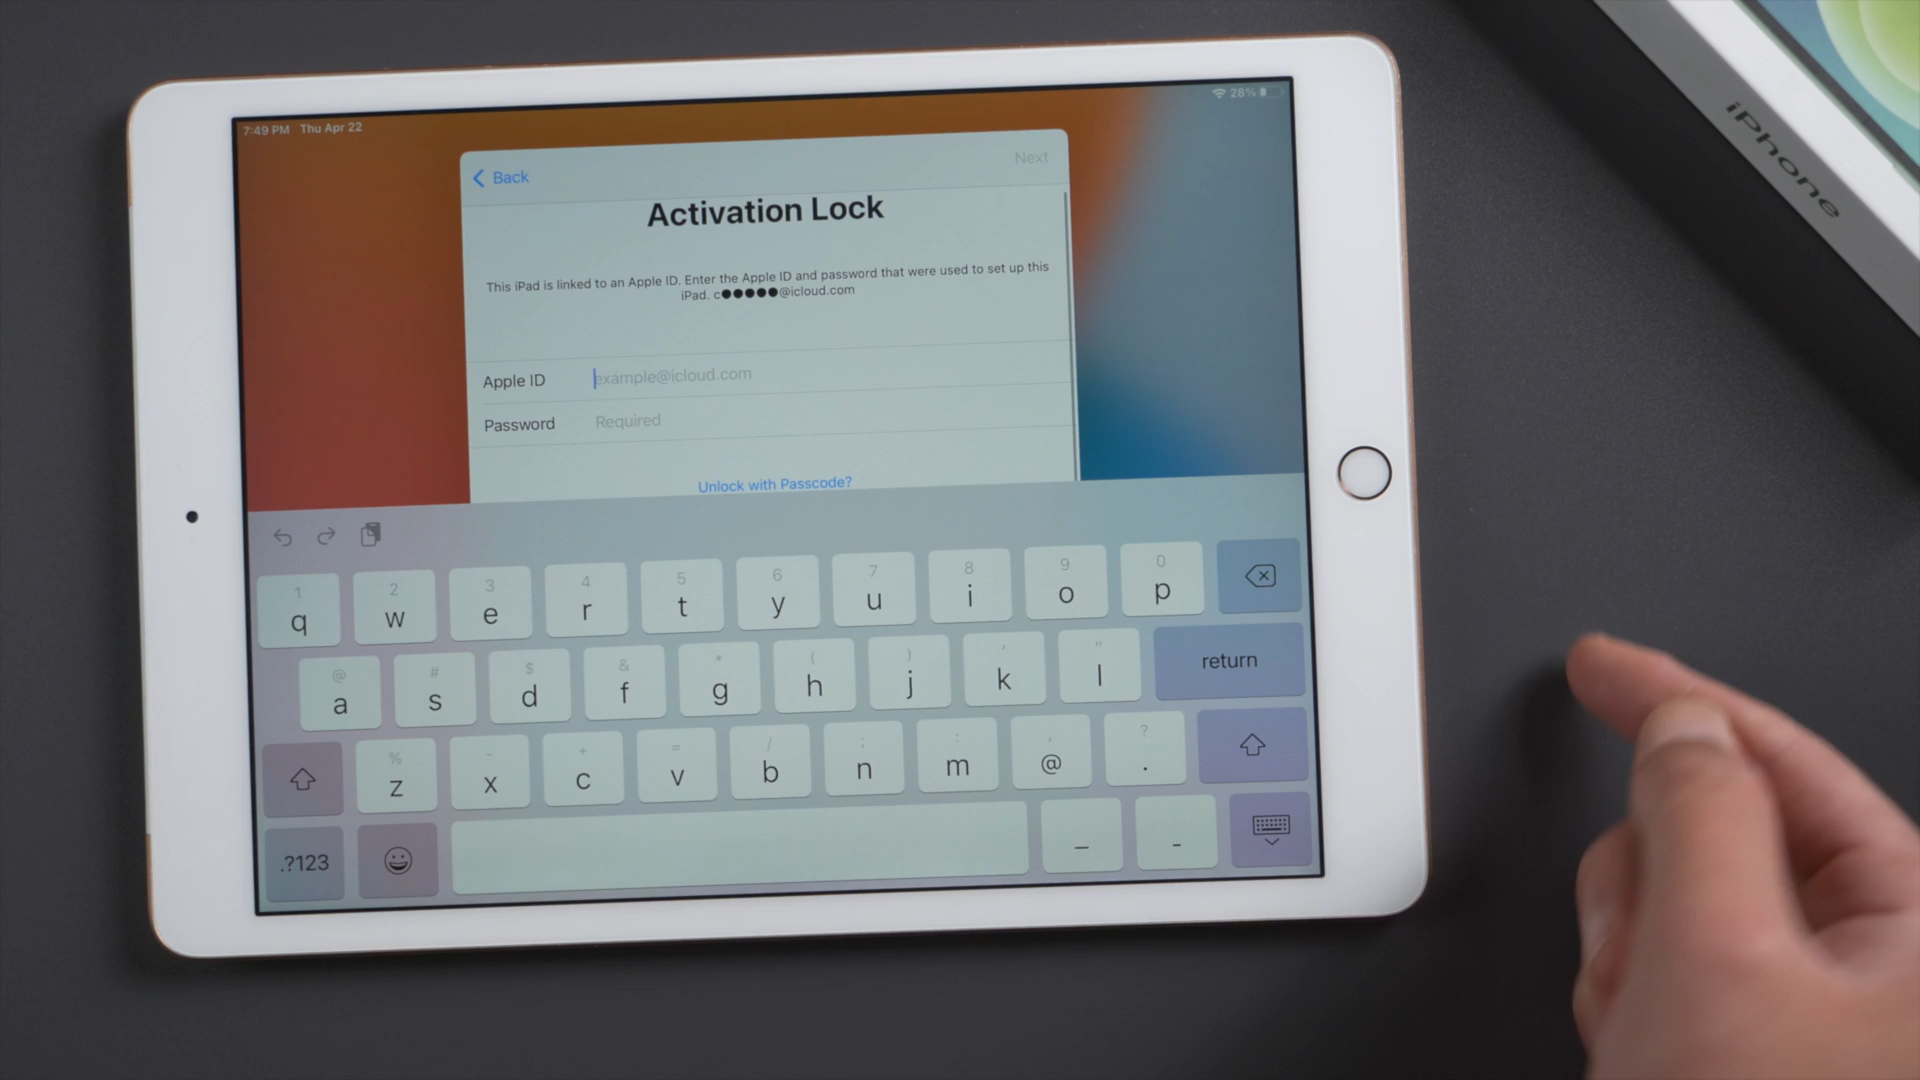 7:49 PM Thu Apr 22
28%
Back
Next
Activation Lock
This iPad is linked to an Apple ID. Enter the Apple ID and password that were used to set up this
iPad. c●●●●●@icloud.com
Apple ID example@icloud.com
Password Required
Unlock with Passcode?
1 2 3 4 5 6 7 8 9 0
q w e r t y u i o p
@ # $ & * ( ) ' "
a s d f g h j k l return
% - + = / ; : , ?
z x c v b n m @ .
.?123 _ -
iPhone